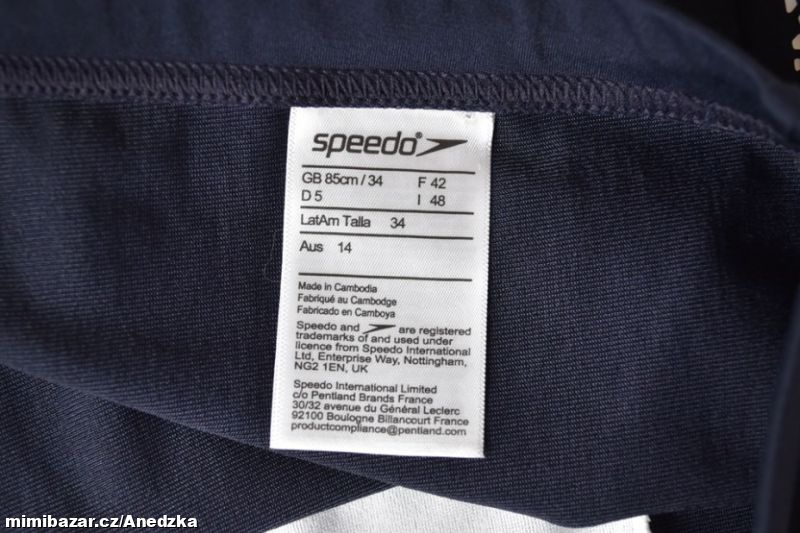 speedo
GB 85cm / 34 F 42
D 5 I 48
LatAm Talla 34
Aus 14
Made in Cambodia
Fabriqué au Cambodge
Fabricado en Camboya
Speedo and are registered
trademarks of and used under
licence from Speedo International
Ltd, Enterprise Way, Nottingham,
NG2 1EN, UK
Speedo International Limited
c/o Pentland Brands France
30/32 avenue du Général Leclerc
92100 Boulogne Billancourt France
productcompliance@pentland.com
mimibazar.cz/Anedzka